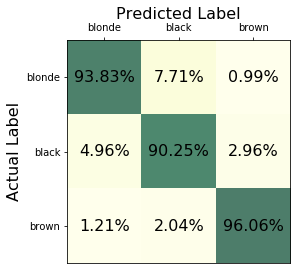 Predicted Label
blonde black brown
blonde 93.83% 7.71% 0.99%
black 4.96% 90.25% 2.96%
brown 1.21% 2.04% 96.06%
Actual Label